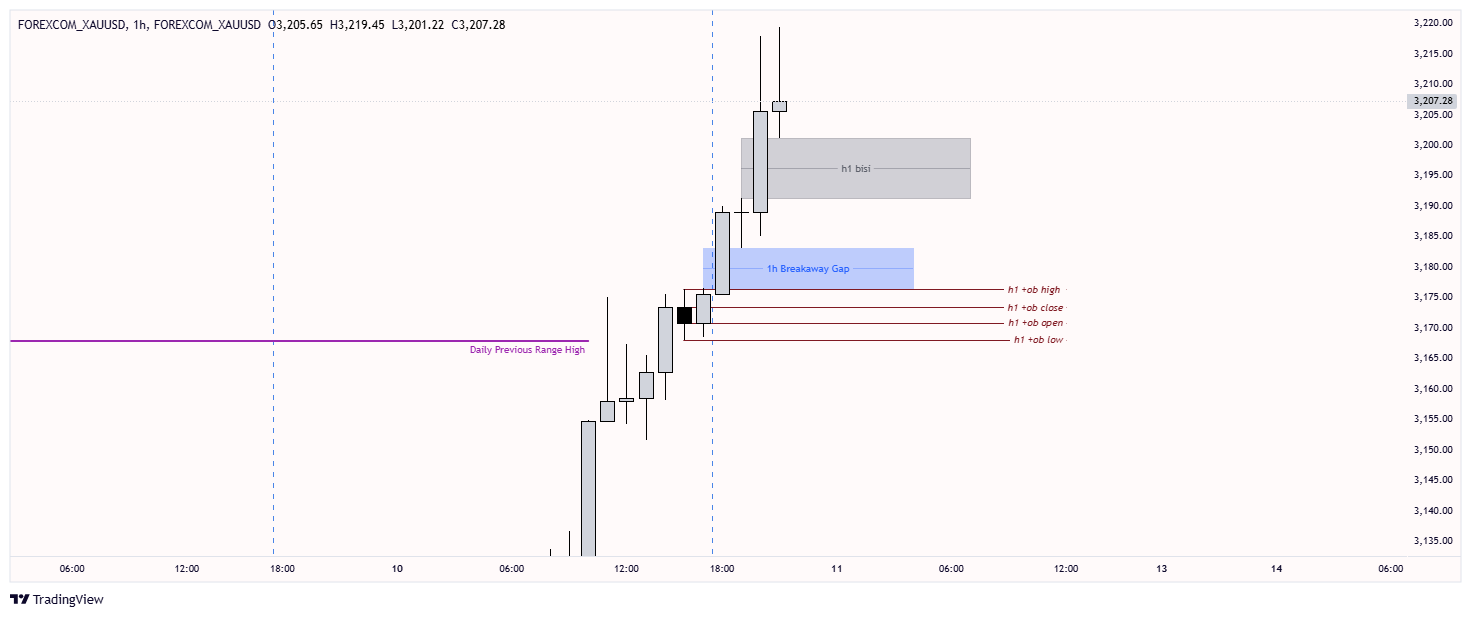 FOREXCOM_XAUUSD, 1h, FOREXCOM_XAUUSD O3,205.65 H3,219.45 L3,201.22 C3,207.28
3,220.00
3,215.00
3,210.00
3,207.28
3,205.00
3,200.00
h1 bisi
3,195.00
3,190.00
3,185.00
1h Breakaway Gap
3,180.00
h1 +ob high
3,175.00
h1 +ob close
h1 +ob open
3,170.00
h1 +ob low
Daily Previous Range High
3,165.00
3,160.00
3,155.00
3,150.00
3,145.00
3,140.00
3,135.00
06:00 12:00 18:00 10 06:00 12:00 18:00 11 06:00 12:00 13 14 06:00
TradingView